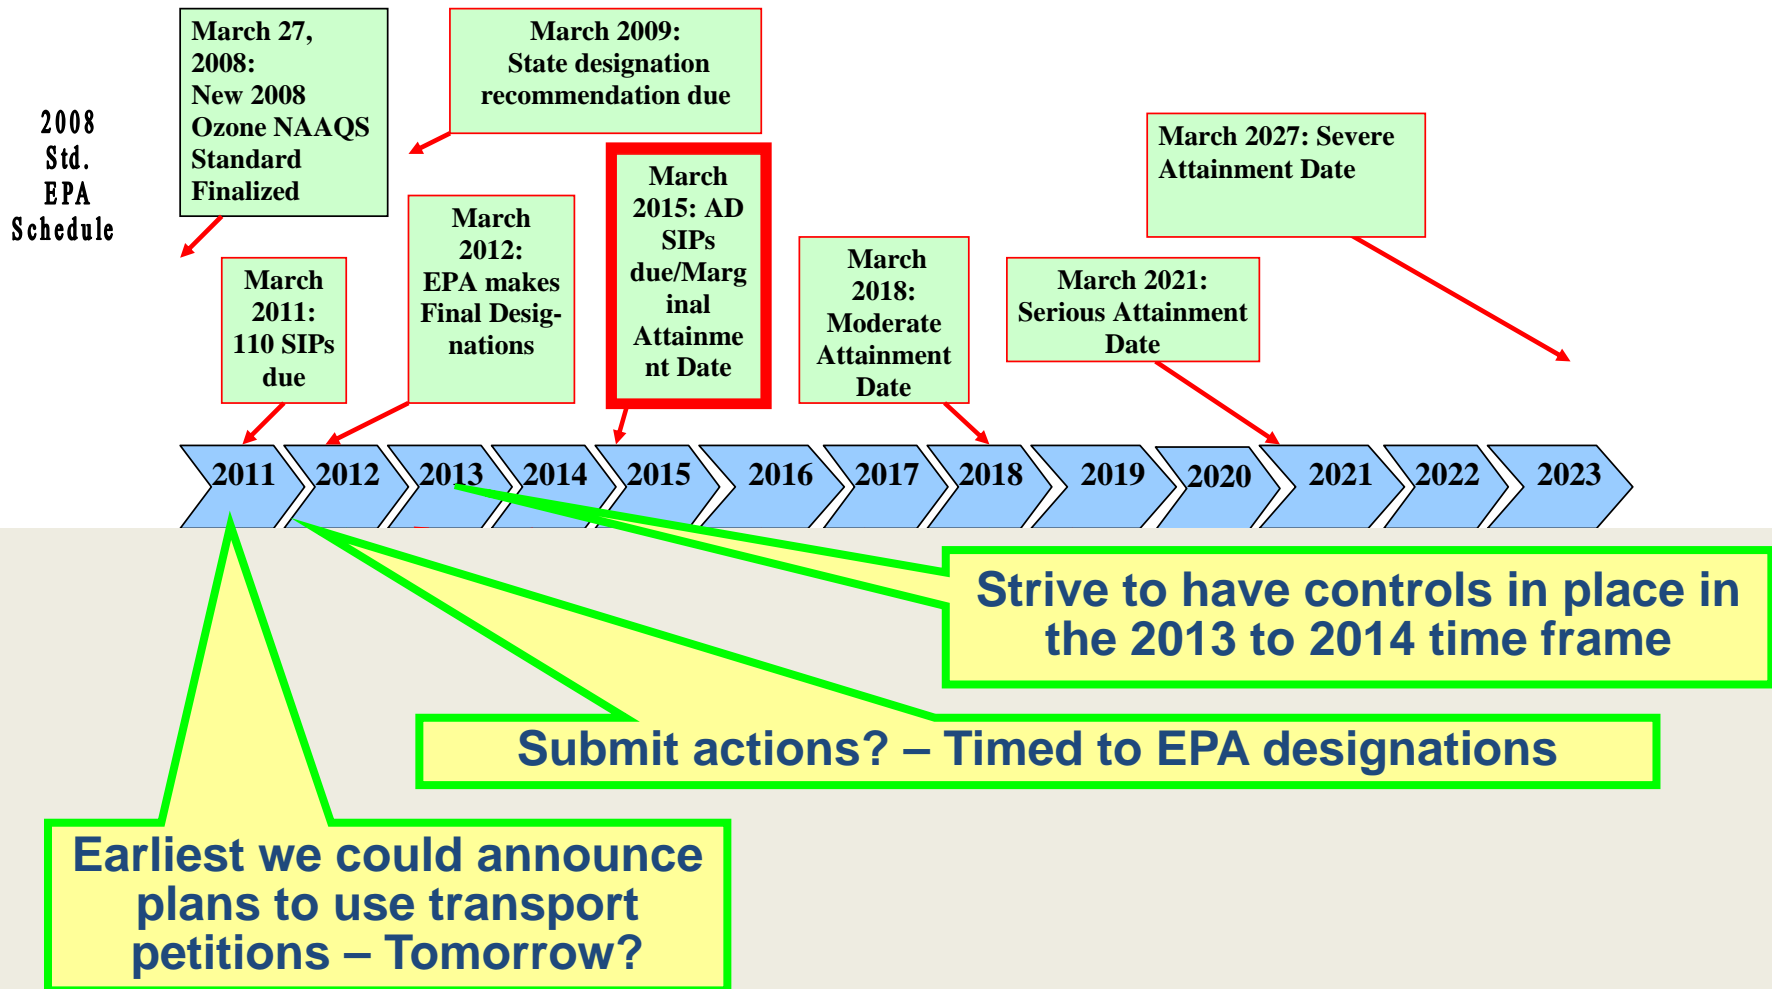 2008
Std.
EPA
Schedule
March 27,
2008:
New 2008
Ozone NAAQS
Standard
Finalized
March 2009:
State designation
recommendation due
March
2011:
110 SIPs
due
March
2012:
EPA makes
Final Desig-
nations
March
2015: AD
SIPs
due/Marg
inal
Attainme
nt Date
March
2018:
Moderate
Attainment
Date
March 2021:
Serious Attainment
Date
March 2027: Severe
Attainment Date
2011
2012
2013
2014
2015
2016
2017
2018
2019
2020
2021
2022
2023
Strive to have controls in place in
the 2013 to 2014 time frame
Submit actions? – Timed to EPA designations
Earliest we could announce
plans to use transport
petitions – Tomorrow?